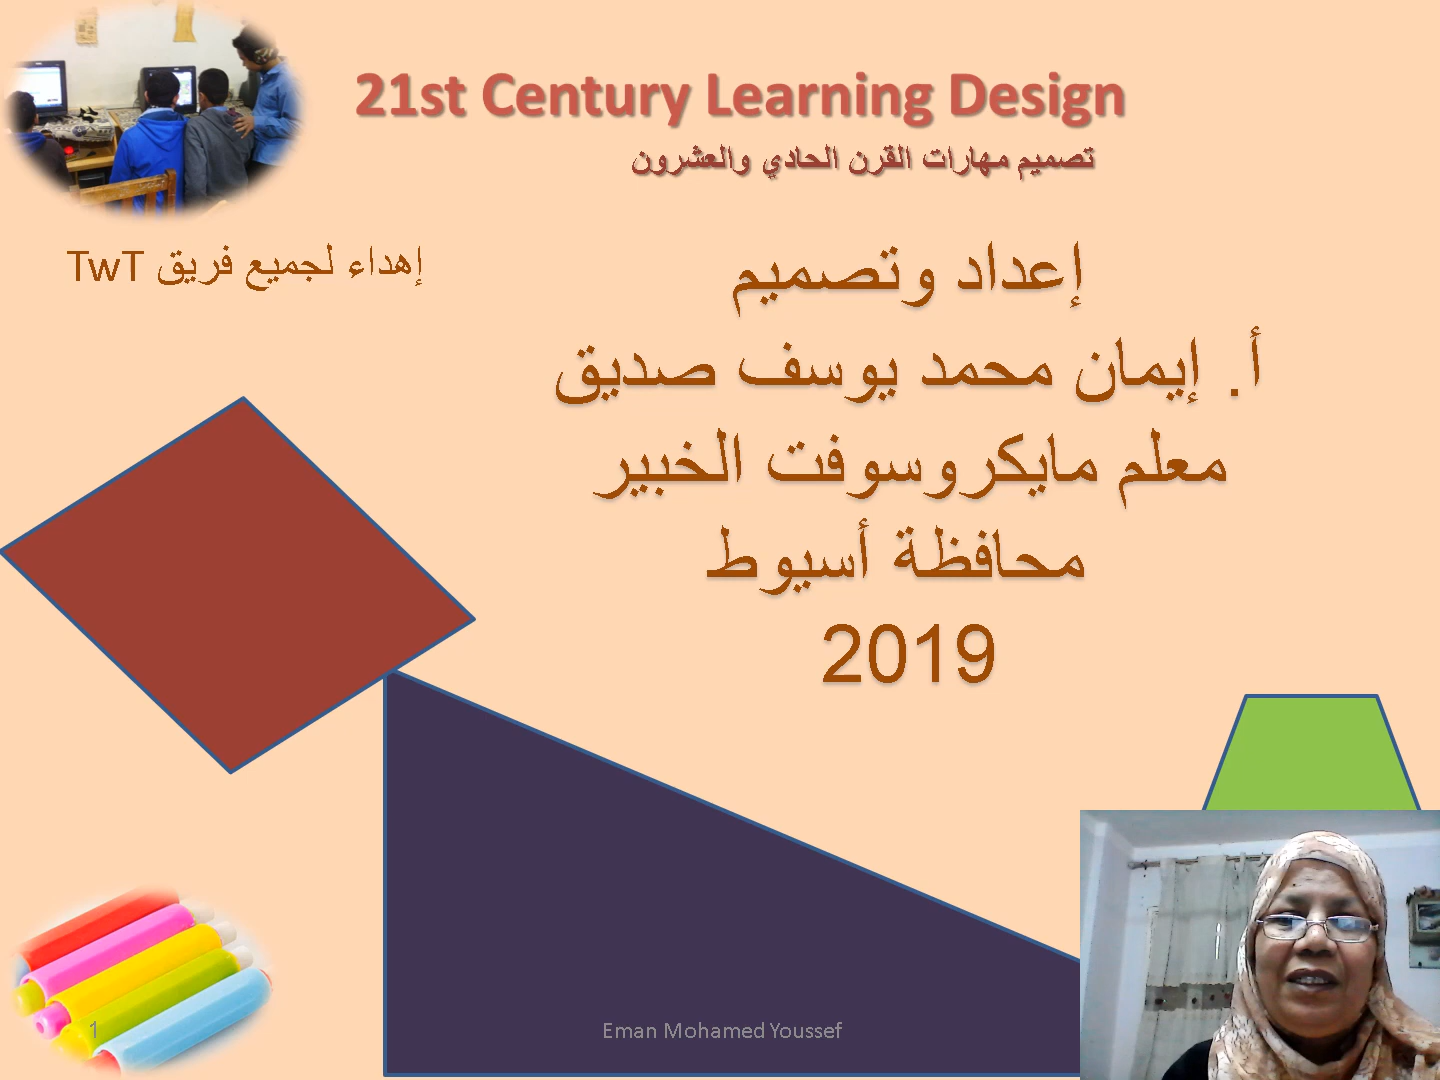 21st Century Learning Design
تصميم مهارات القرن الحادي والعشرون
إهداء لجميع فريق TwT
إعداد وتصميم
أ. إيمان محمد يوسف صديق
معلم مايكروسوفت الخبير
محافظة أسيوط
2019
1
Eman Mohamed Youssef